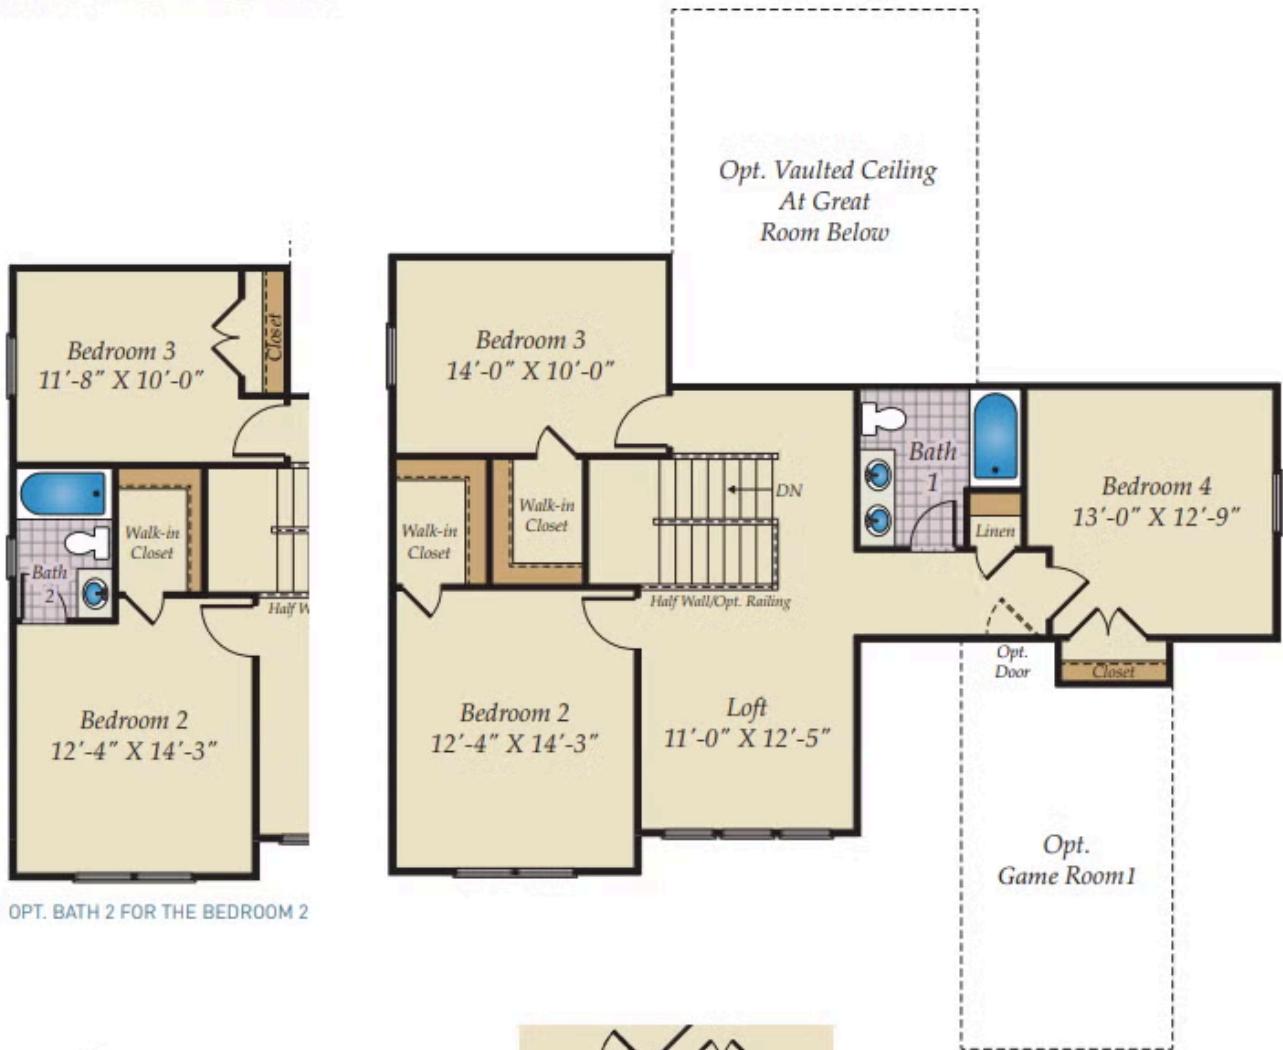 Opt. Vaulted Ceiling
At Great
Room Below
Bedroom 3
11'-8" X 10'-0"
Closet
Bath
2
Walk-in
Closet
Half W
Bedroom 2
12'-4" X 14'-3"
OPT. BATH 2 FOR THE BEDROOM 2
Bedroom 3
14'-0" X 10'-0"
Walk-in
Closet
Walk-in
Closet
DN
Half Wall/Opt. Railing
Bath
1
Linen
Bedroom 4
13'-0" X 12'-9"
Opt.
Door
Closet
Bedroom 2
12'-4" X 14'-3"
Loft
11'-0" X 12'-5"
Opt.
Game Room1